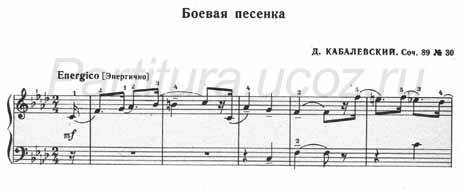 Боевая песенка
Д. КАБАЛЕВСКИЙ. Соч. 89 № 30
Energico [Энергично]
Partitura.ucoz.ru
mf